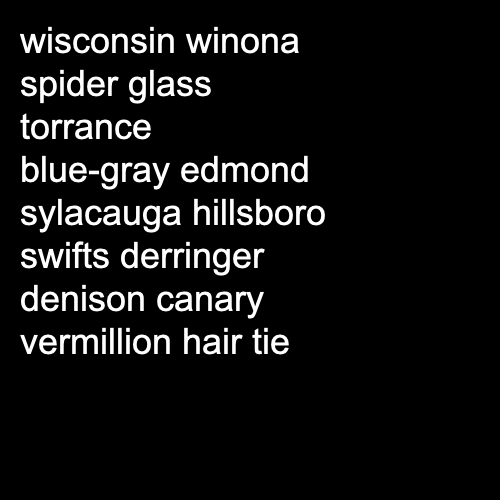 wisconsin winona
spider glass
torrance
blue-gray edmond
sylacauga hillsboro
swifts derringer
denison canary
vermillion hair tie